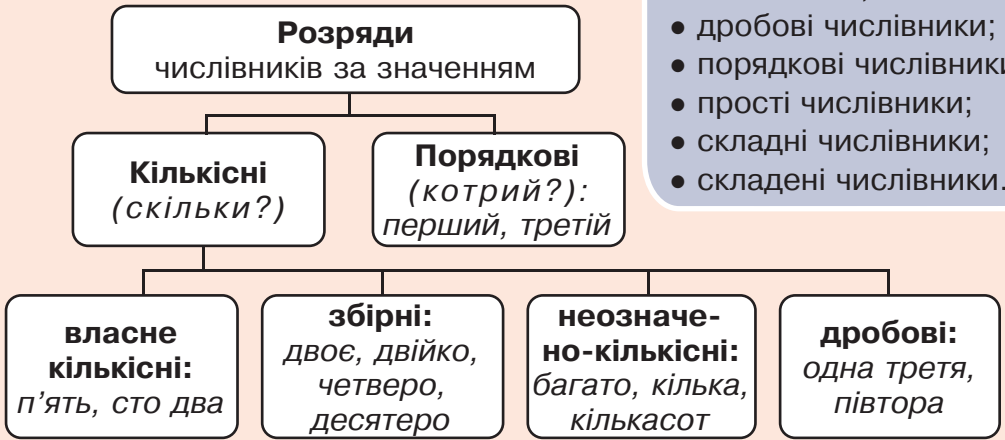 Розряди
числівників за значенням
● дробові числівники;
● порядкові числівники
● прості числівники;
● складні числівники;
● складені числівники.
Кількісні
(скільки?)
Порядкові
(котрий?):
перший, третій
власне
кількісні:
п’ять, сто два
збірні:
двоє, двійко,
четверо,
десятеро
неозначе-
но-кількісні:
багато, кілька,
кількасот
дробові:
одна третя,
півтора